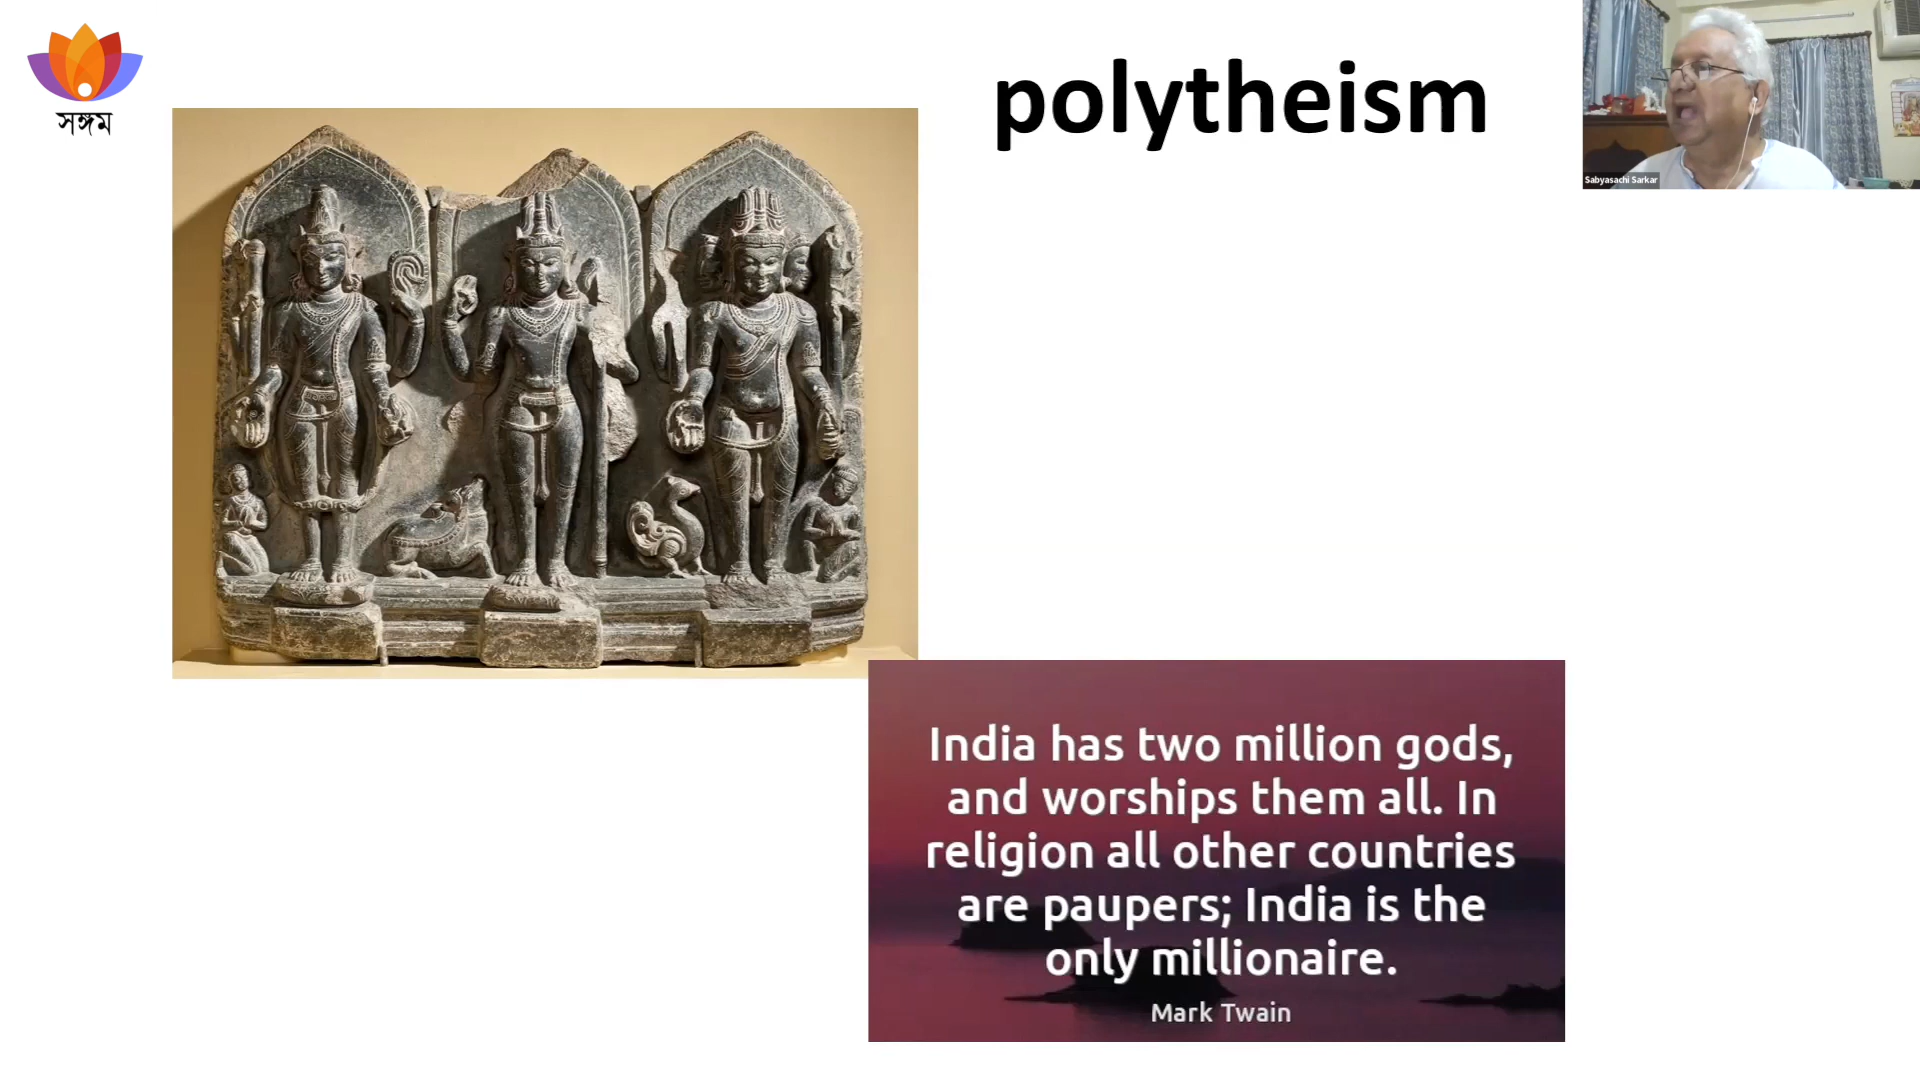 সঙ্গম
polytheism
Sabyasachi Sarkar
India has two million gods,
and worships them all. In
religion all other countries
are paupers; India is the
only millionaire.
Mark Twain